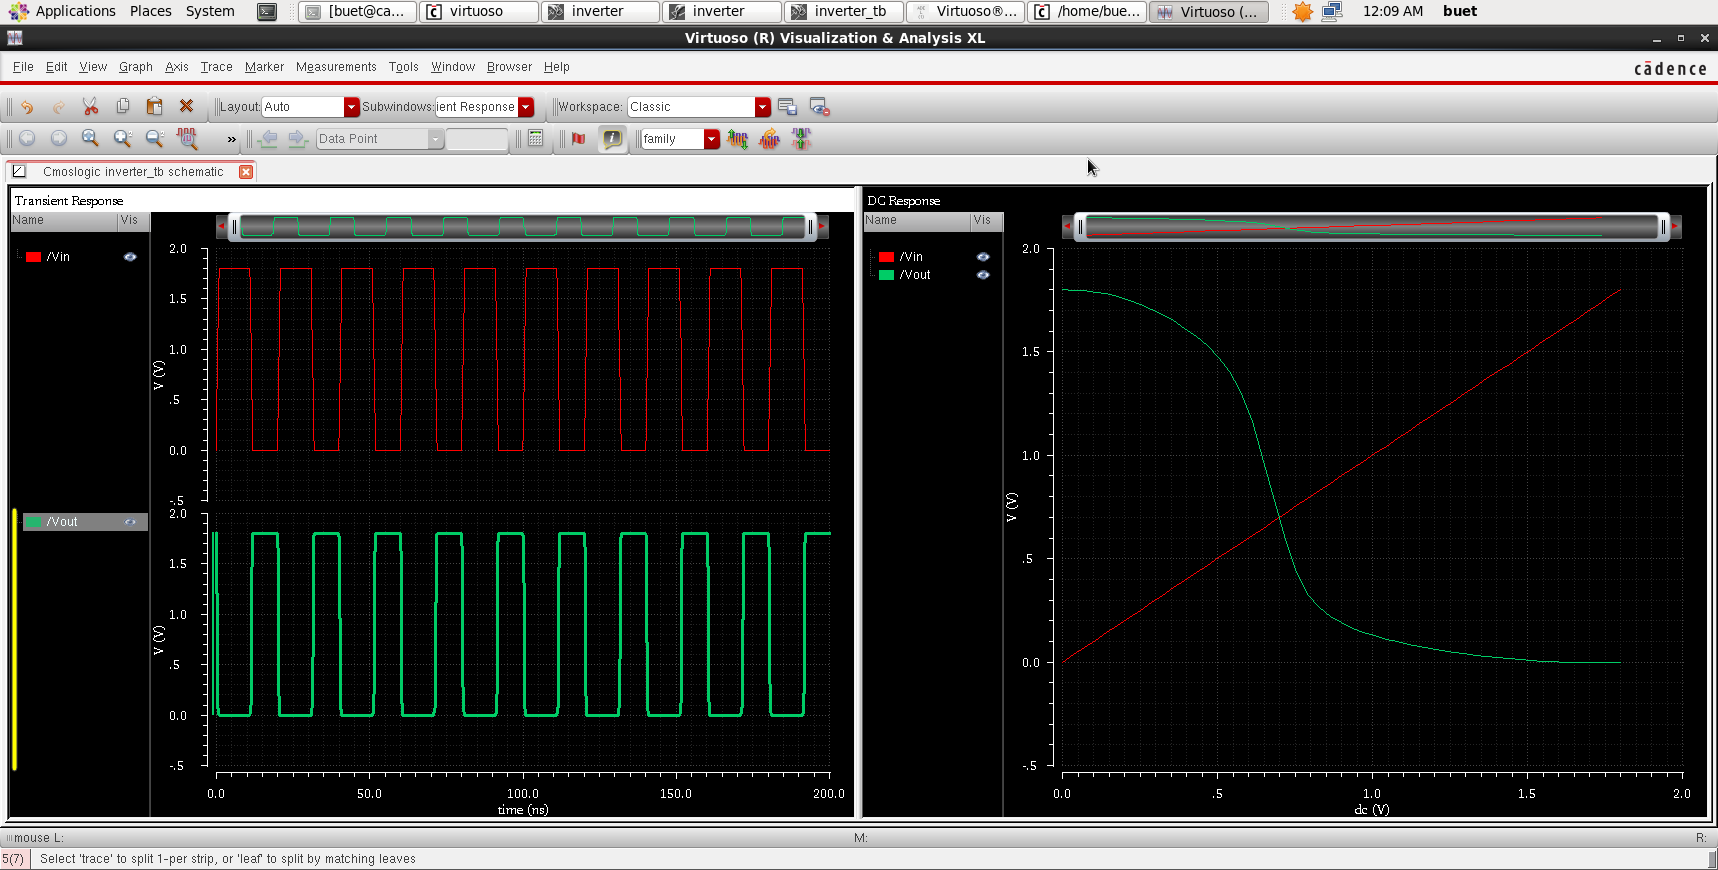 Applications Places System [buet@ca... virtuoso inverter inverter inverter_tb Virtuoso®... /home/bue... Virtuoso (... 12:09 AM buet
Virtuoso (R) Visualization & Analysis XL
File Edit View Graph Axis Trace Marker Measurements Tools Window Browser Help
cādence
Layout: Auto Subwindows: ient Response Workspace: Classic
» Data Point family
Cmoslogic inverter_tb schematic
Transient Response
Name Vis
/Vin
2.0
1.5
1.0
.5
0.0
-.5
V (V)
/Vout
2.0
1.5
1.0
.5
0.0
-.5
V (V)
0.0 50.0 100.0 150.0 200.0
time (ns)
DC Response
Name Vis
/Vin
/Vout
2.0
1.5
1.0
.5
0.0
-.5
V (V)
0.0 .5 1.0 1.5 2.0
dc (V)
mouse L: M: R:
5(7) Select 'trace' to split 1-per strip, or 'leaf' to split by matching leaves